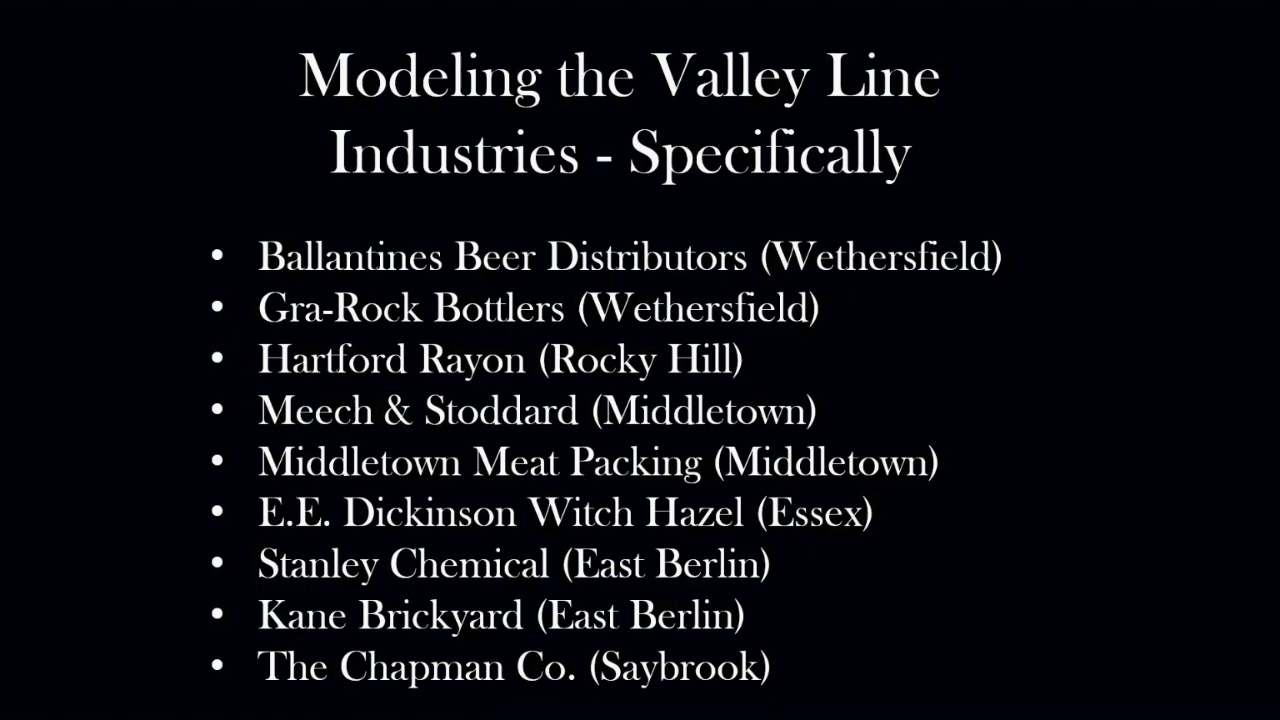 Modeling the Valley Line
Industries - Specifically
• Ballantines Beer Distributors (Wethersfield)
• Gra-Rock Bottlers (Wethersfield)
• Hartford Rayon (Rocky Hill)
• Meech & Stoddard (Middletown)
• Middletown Meat Packing (Middletown)
• E.E. Dickinson Witch Hazel (Essex)
• Stanley Chemical (East Berlin)
• Kane Brickyard (East Berlin)
• The Chapman Co. (Saybrook)